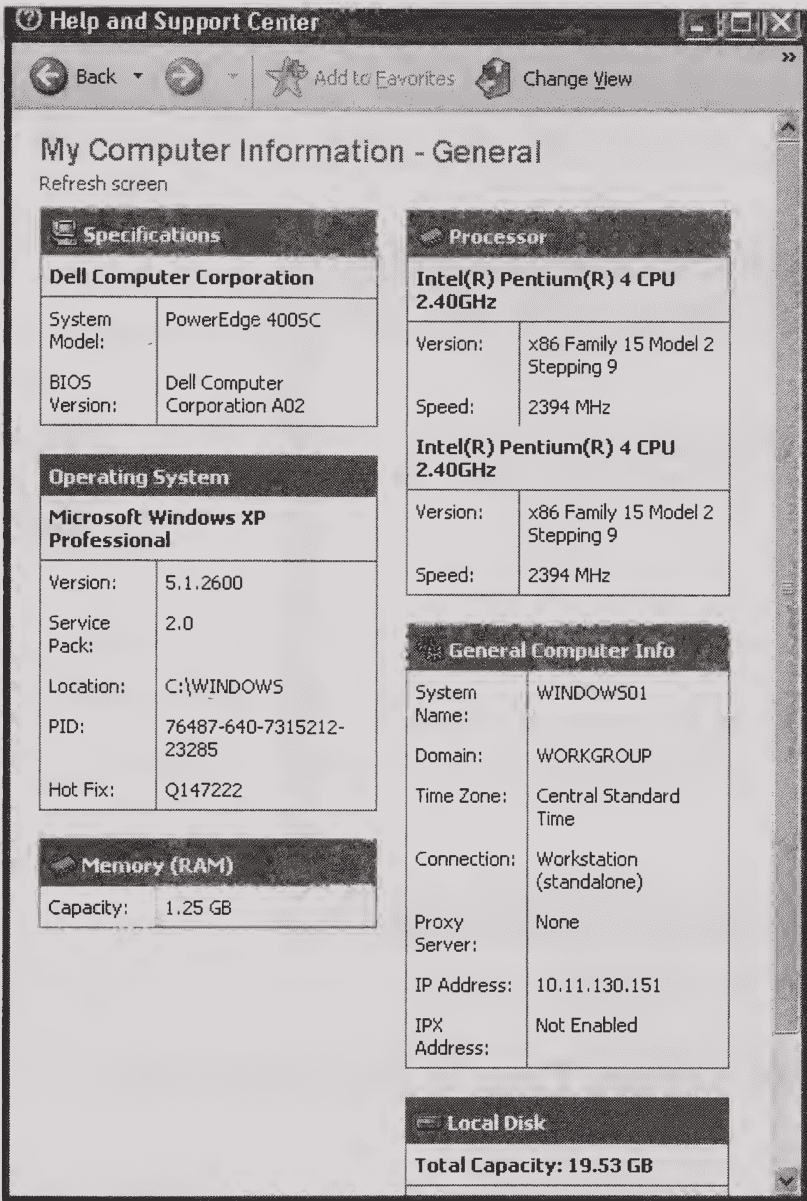 Help and Support Center
Back
Add to Favorites
Change View
»
My Computer Information - General
Refresh screen
Specifications
Dell Computer Corporation
System Model: PowerEdge 400SC
BIOS Version: Dell Computer Corporation A02
Operating System
Microsoft Windows XP Professional
Version: 5.1.2600
Service Pack: 2.0
Location: C:\WINDOWS
PID: 76487-640-7315212-23285
Hot Fix: Q147222
Memory (RAM)
Capacity: 1.25 GB
Processor
Intel(R) Pentium(R) 4 CPU
2.40GHz
Version: x86 Family 15 Model 2 Stepping 9
Speed: 2394 MHz
Intel(R) Pentium(R) 4 CPU
2.40GHz
Version: x86 Family 15 Model 2 Stepping 9
Speed: 2394 MHz
General Computer Info
System Name: WINDOWS01
Domain: WORKGROUP
Time Zone: Central Standard Time
Connection: Workstation (standalone)
Proxy Server: None
IP Address: 10.11.130.151
IPX Address: Not Enabled
Local Disk
Total Capacity: 19.53 GB